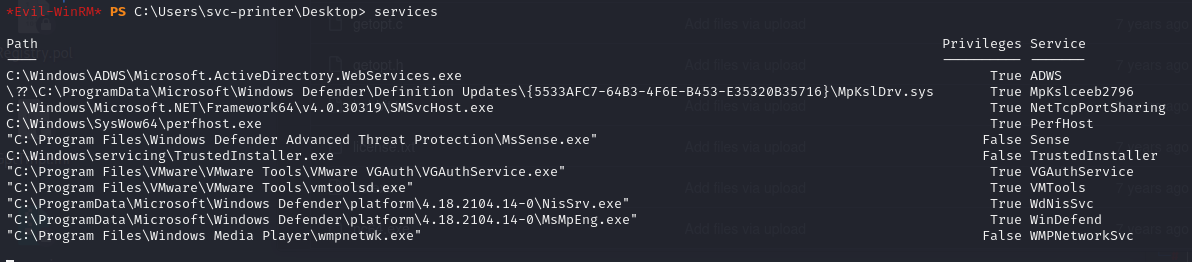 *Evil-WinRM* PS C:\Users\svc-printer\Desktop> services
Path Privileges Service
---- ---------- -------
C:\Windows\ADWS\Microsoft.ActiveDirectory.WebServices.exe True ADWS
\??\C:\ProgramData\Microsoft\Windows Defender\Definition Updates\{5533AFC7-64B3-4F6E-B453-E35320B35716}\MpKslDrv.sys True MpKslceeb2796
C:\Windows\Microsoft.NET\Framework64\v4.0.30319\SMSvcHost.exe True NetTcpPortSharing
C:\Windows\SysWow64\perfhost.exe True PerfHost
"C:\Program Files\Windows Defender Advanced Threat Protection\MsSense.exe" False Sense
C:\Windows\servicing\TrustedInstaller.exe False TrustedInstaller
"C:\Program Files\VMware\VMware Tools\VMware VGAuth\VGAuthService.exe" True VGAuthService
"C:\Program Files\VMware\VMware Tools\vmtoolsd.exe" True VMTools
"C:\ProgramData\Microsoft\Windows Defender\platform\4.18.2104.14-0\NisSrv.exe" True WdNisSvc
"C:\ProgramData\Microsoft\Windows Defender\platform\4.18.2104.14-0\MsMpEng.exe" True WinDefend
"C:\Program Files\Windows Media Player\wmpnetwk.exe" False WMPNetworkSvc